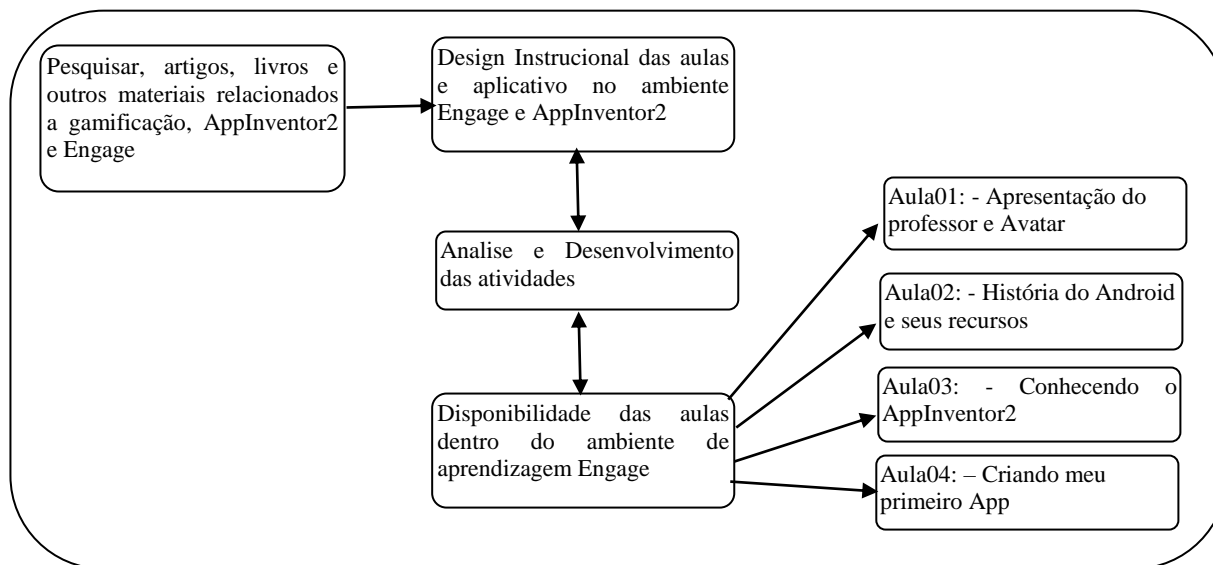 Pesquisar, artigos, livros e
outros materiais relacionados
a gamificação, AppInventor2
e Engage
Design Instrucional das aulas
e aplicativo no ambiente
Engage e AppInventor2
Analise e Desenvolvimento
das atividades
Disponibilidade das aulas
dentro do ambiente de
aprendizagem Engage
Aula01: - Apresentação do
professor e Avatar
Aula02: - História do Android
e seus recursos
Aula03: - Conhecendo o
AppInventor2
Aula04: – Criando meu
primeiro App